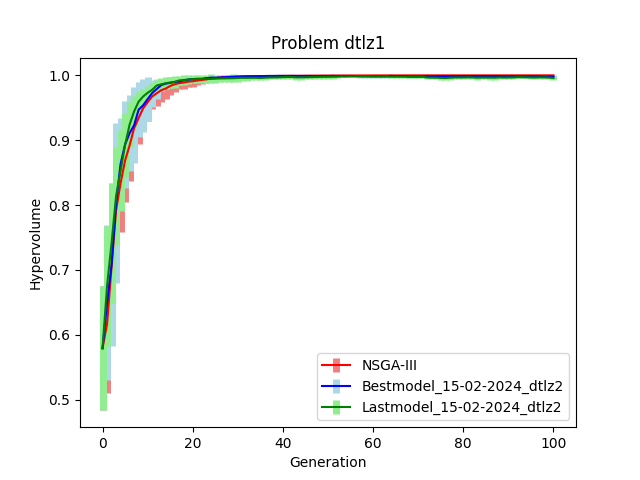 Problem dtlz1
1.0
0.9
0.8
0.7
0.6
0.5
Hypervolume
0 20 40 60 80 100
Generation
NSGA-III
Bestmodel_15-02-2024_dtlz2
Lastmodel_15-02-2024_dtlz2